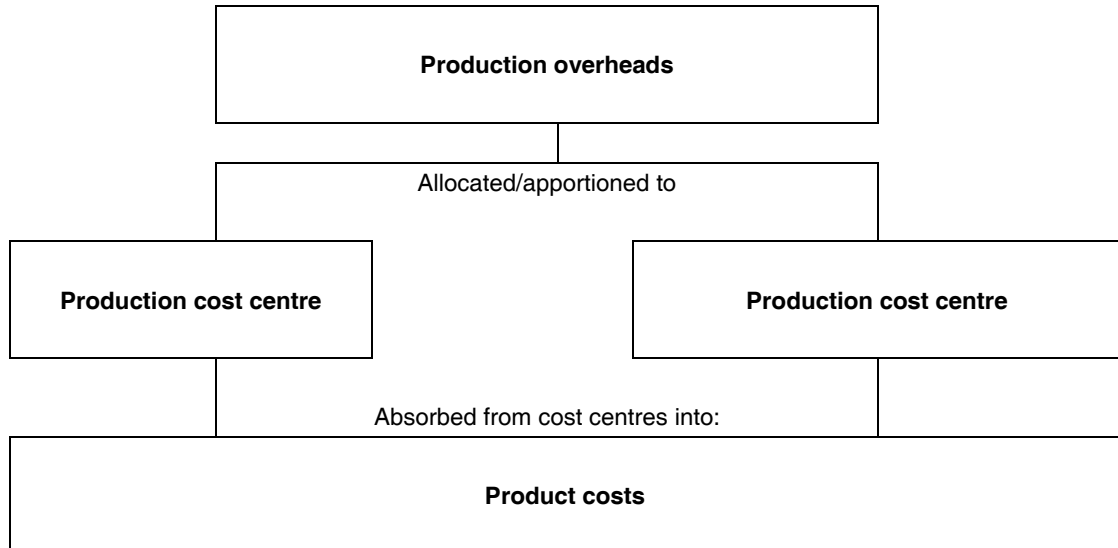 Production overheads
Allocated/apportioned to
Production cost centre
Production cost centre
Absorbed from cost centres into:
Product costs